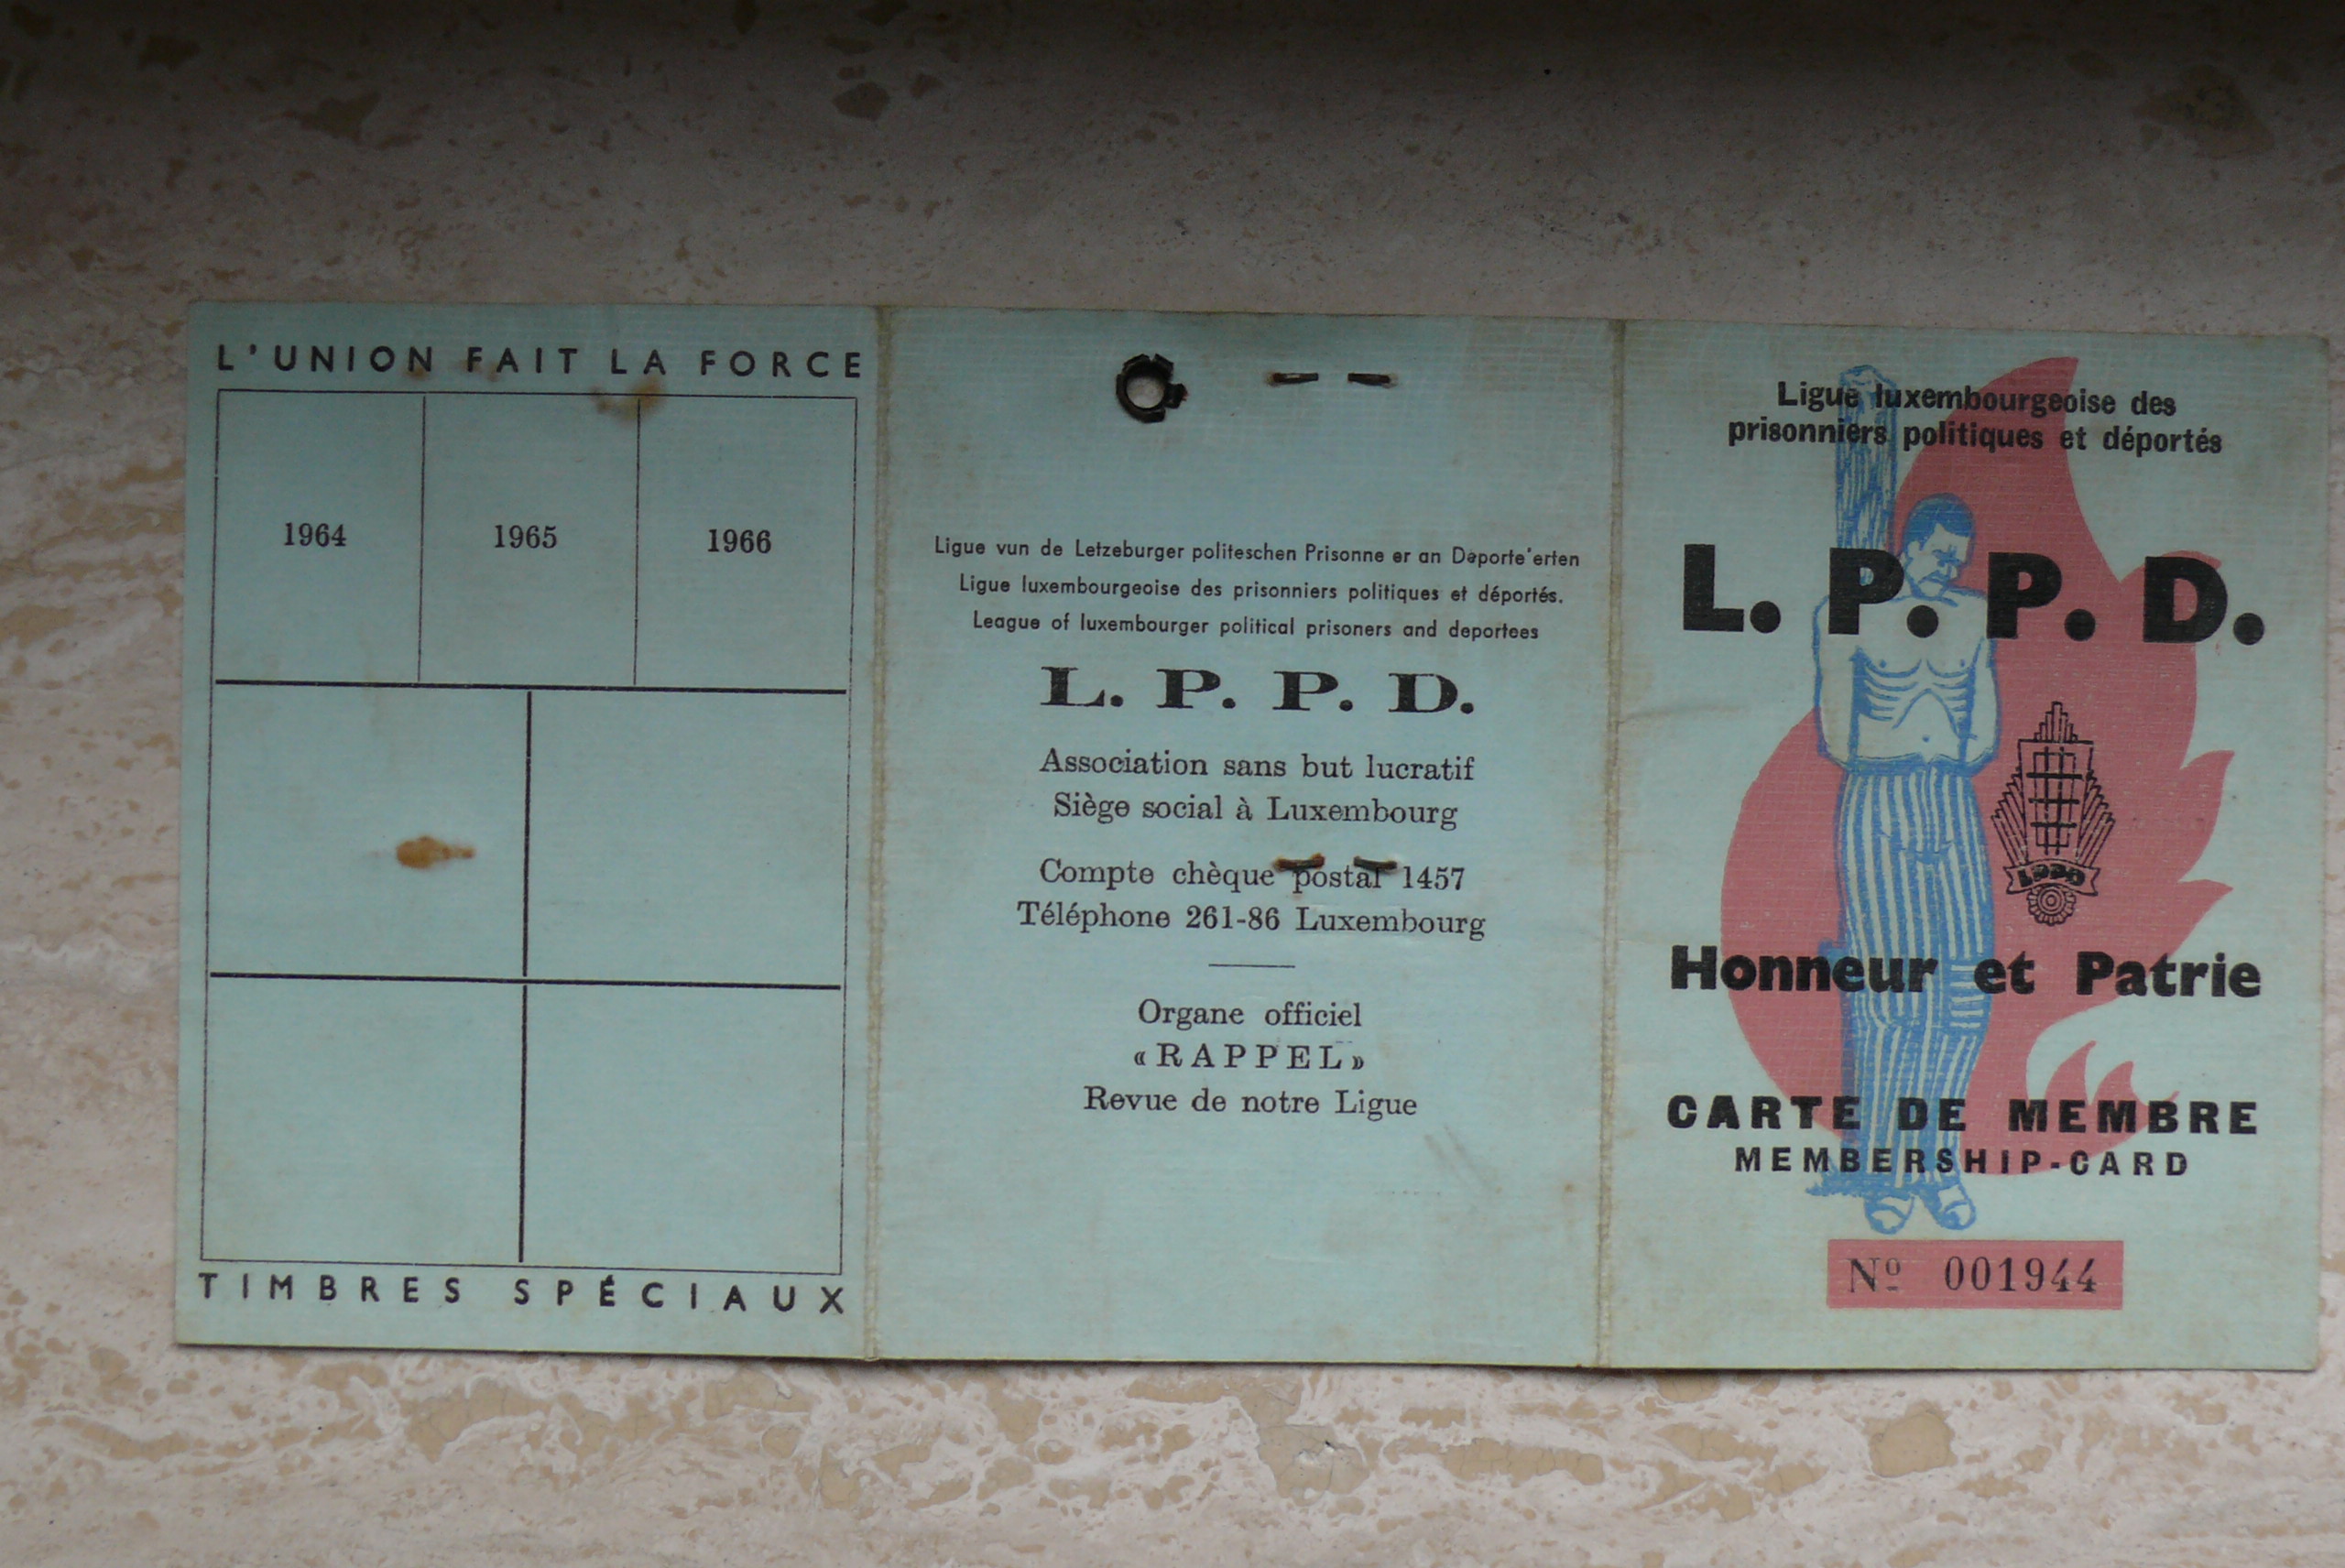 L'UNION FAIT LA FORCE
1964 1965 1966
TIMBRES SPÉCIAUX
Ligue vun de Letzeburger politeschen Prisonne er an Deporte'erten
Ligue luxembourgeoise des prisonniers politiques et déportés.
League of luxembourger political prisoners and deportees
L. P. P. D.
Association sans but lucratif
Siège social à Luxembourg
Compte chèque postal 1457
Téléphone 261-86 Luxembourg
Organe officiel
«RAPPEL»
Revue de notre Ligue
Ligue luxembourgeoise des
prisonniers politiques et déportés
L. P. P. D.
LPPD
Honneur et Patrie
CARTE DE MEMBRE
MEMBERSHIP-CARD
Nº 001944